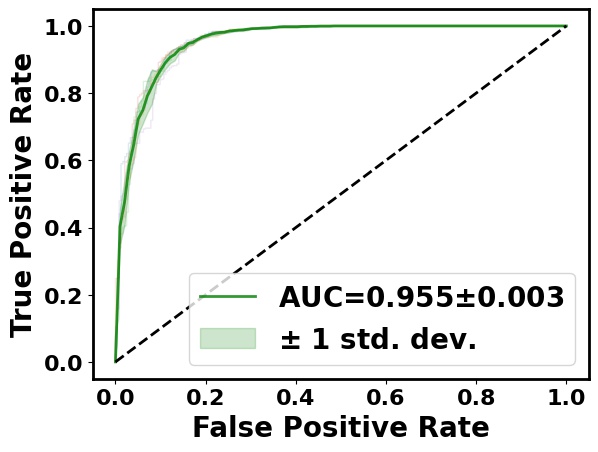 1.0
0.8
0.6
0.4
0.2
0.0
True Positive Rate
AUC=0.955±0.003
± 1 std. dev.
0.0 0.2 0.4 0.6 0.8 1.0
False Positive Rate